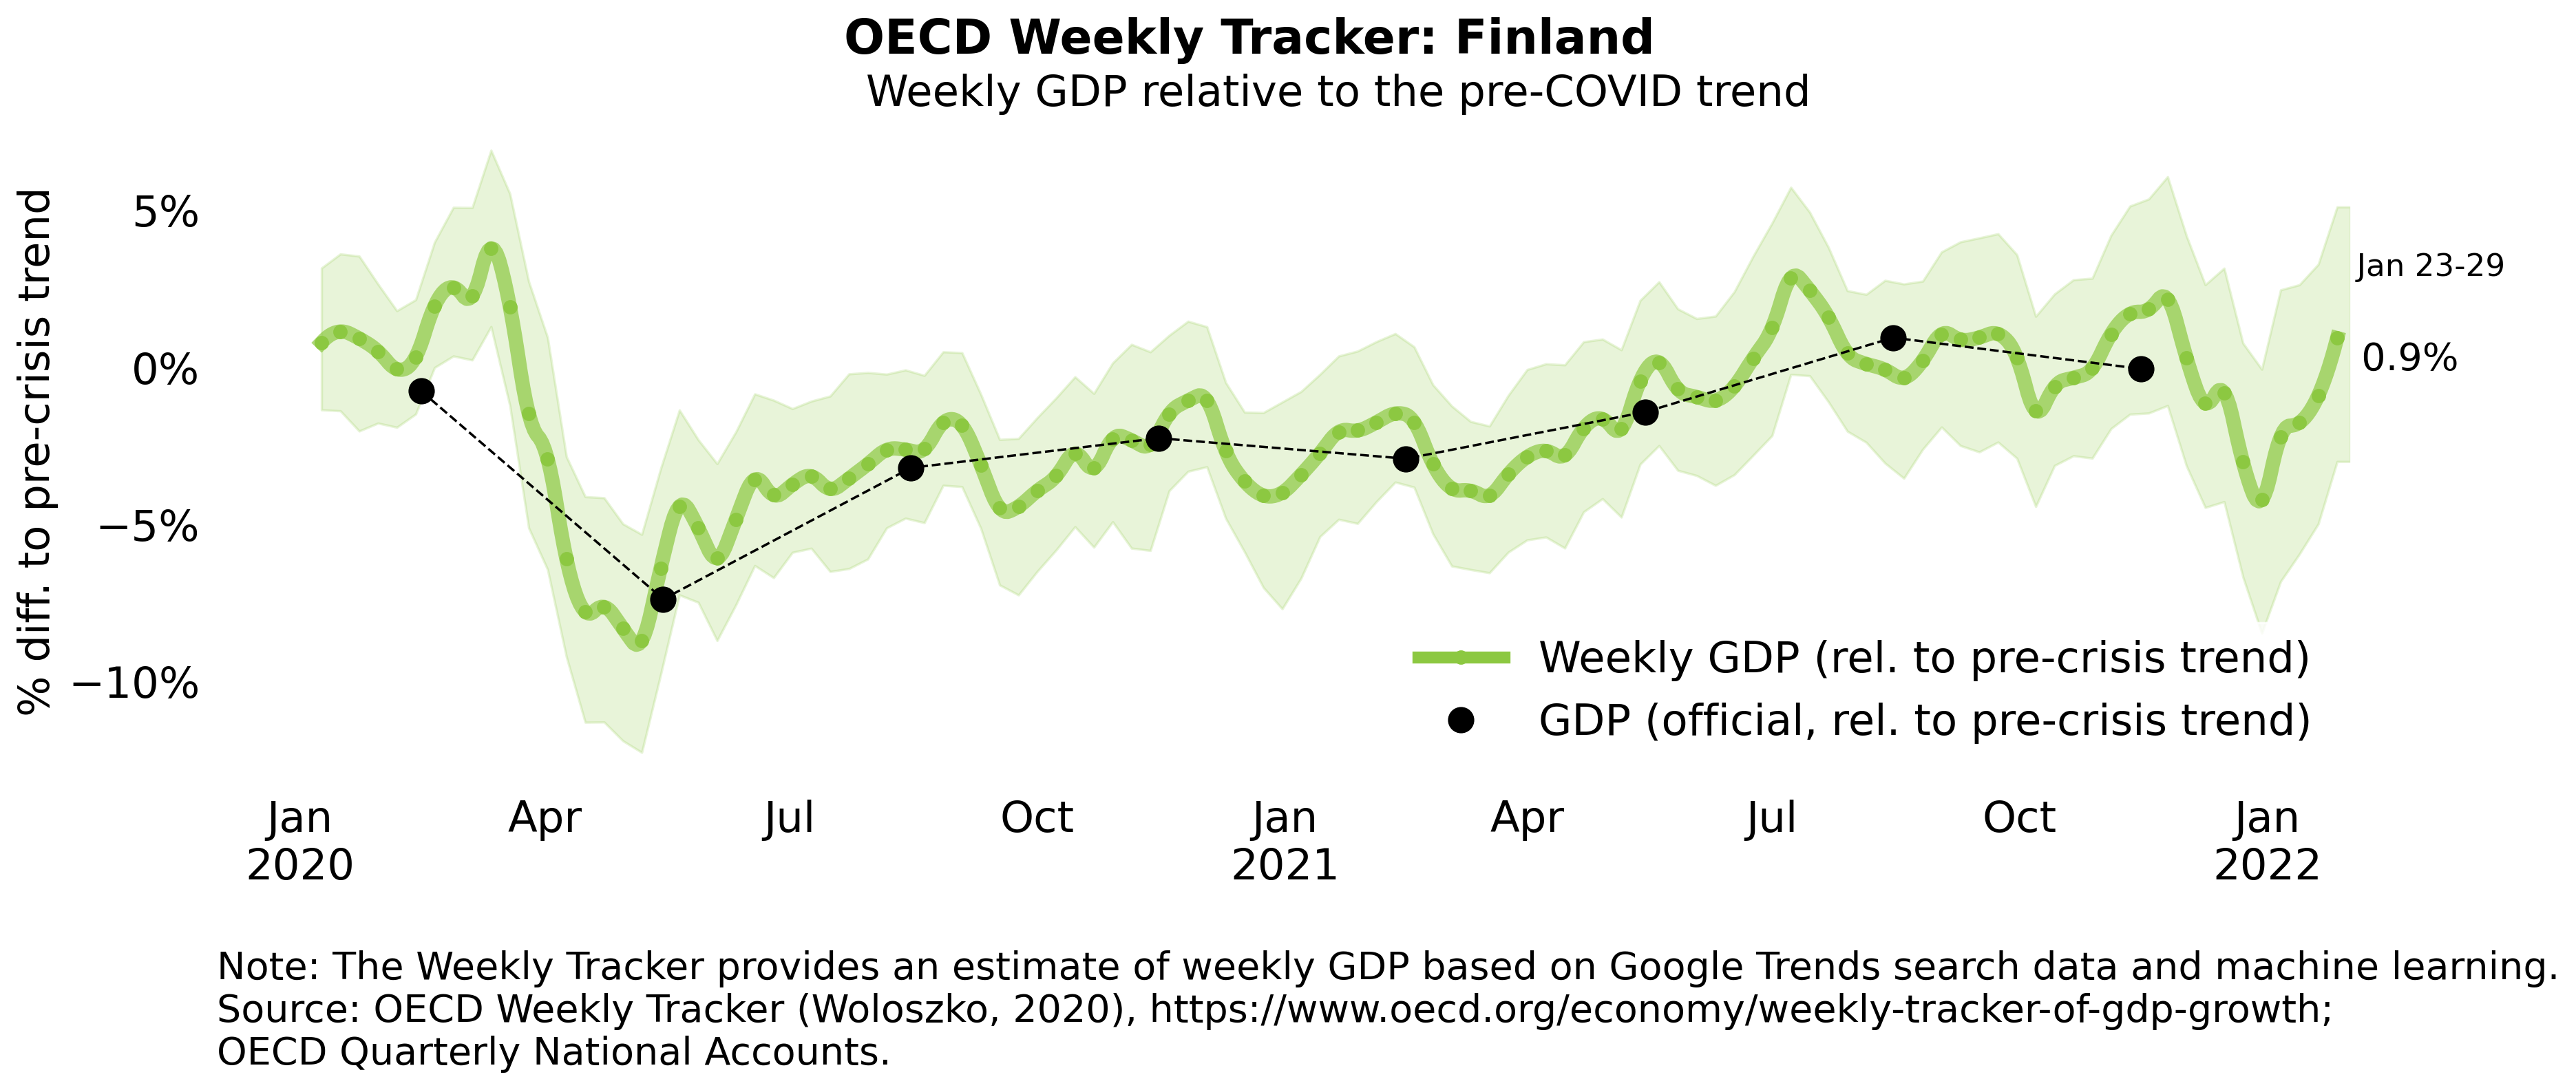 OECD Weekly Tracker: Finland
Weekly GDP relative to the pre-COVID trend
% diff. to pre-crisis trend
5%
0%
−5%
−10%
Jan 23-29
0.9%
Weekly GDP (rel. to pre-crisis trend)
GDP (official, rel. to pre-crisis trend)
Jan Apr Jul Oct Jan Apr Jul Oct Jan
2020 2021 2022
Note: The Weekly Tracker provides an estimate of weekly GDP based on Google Trends search data and machine learning.
Source: OECD Weekly Tracker (Woloszko, 2020), https://www.oecd.org/economy/weekly-tracker-of-gdp-growth;
OECD Quarterly National Accounts.